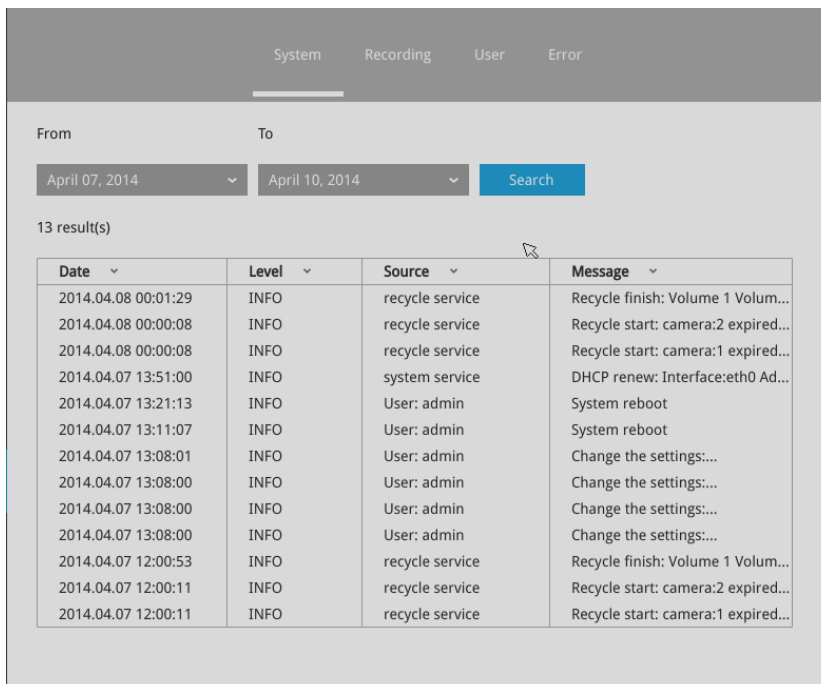 System Recording User Error
From To
April 07, 2014 April 10, 2014 Search
13 result(s)
Date Level Source Message
2014.04.08 00:01:29 INFO recycle service Recycle finish: Volume 1 Volum...
2014.04.08 00:00:08 INFO recycle service Recycle start: camera:2 expired...
2014.04.08 00:00:08 INFO recycle service Recycle start: camera:1 expired...
2014.04.07 13:51:00 INFO system service DHCP renew: Interface:eth0 Ad...
2014.04.07 13:21:13 INFO User: admin System reboot
2014.04.07 13:11:07 INFO User: admin System reboot
2014.04.07 13:08:01 INFO User: admin Change the settings:...
2014.04.07 13:08:00 INFO User: admin Change the settings:...
2014.04.07 13:08:00 INFO User: admin Change the settings:...
2014.04.07 13:08:00 INFO User: admin Change the settings:...
2014.04.07 12:00:53 INFO recycle service Recycle finish: Volume 1 Volum...
2014.04.07 12:00:11 INFO recycle service Recycle start: camera:2 expired...
2014.04.07 12:00:11 INFO recycle service Recycle start: camera:1 expired...